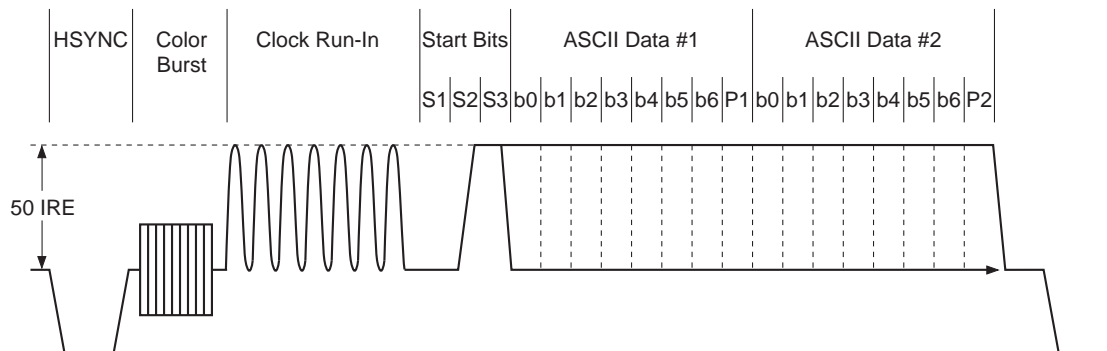 HSYNC Color Burst Clock Run-In Start Bits ASCII Data #1 ASCII Data #2
S1 S2 S3 b0 b1 b2 b3 b4 b5 b6 P1 b0 b1 b2 b3 b4 b5 b6 P2
50 IRE